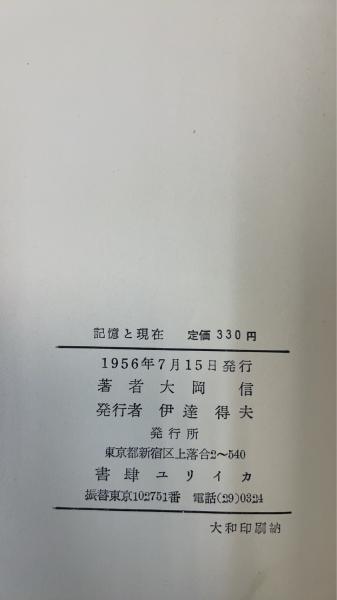 記憶と現在　定価 330円
1956年7月15日発行
著者 大岡 信
発行者 伊達 得夫
発行所
東京都新宿区上落合2〜540
書肆ユリイカ
振替東京102751番　電話(29)0324
大和印刷納